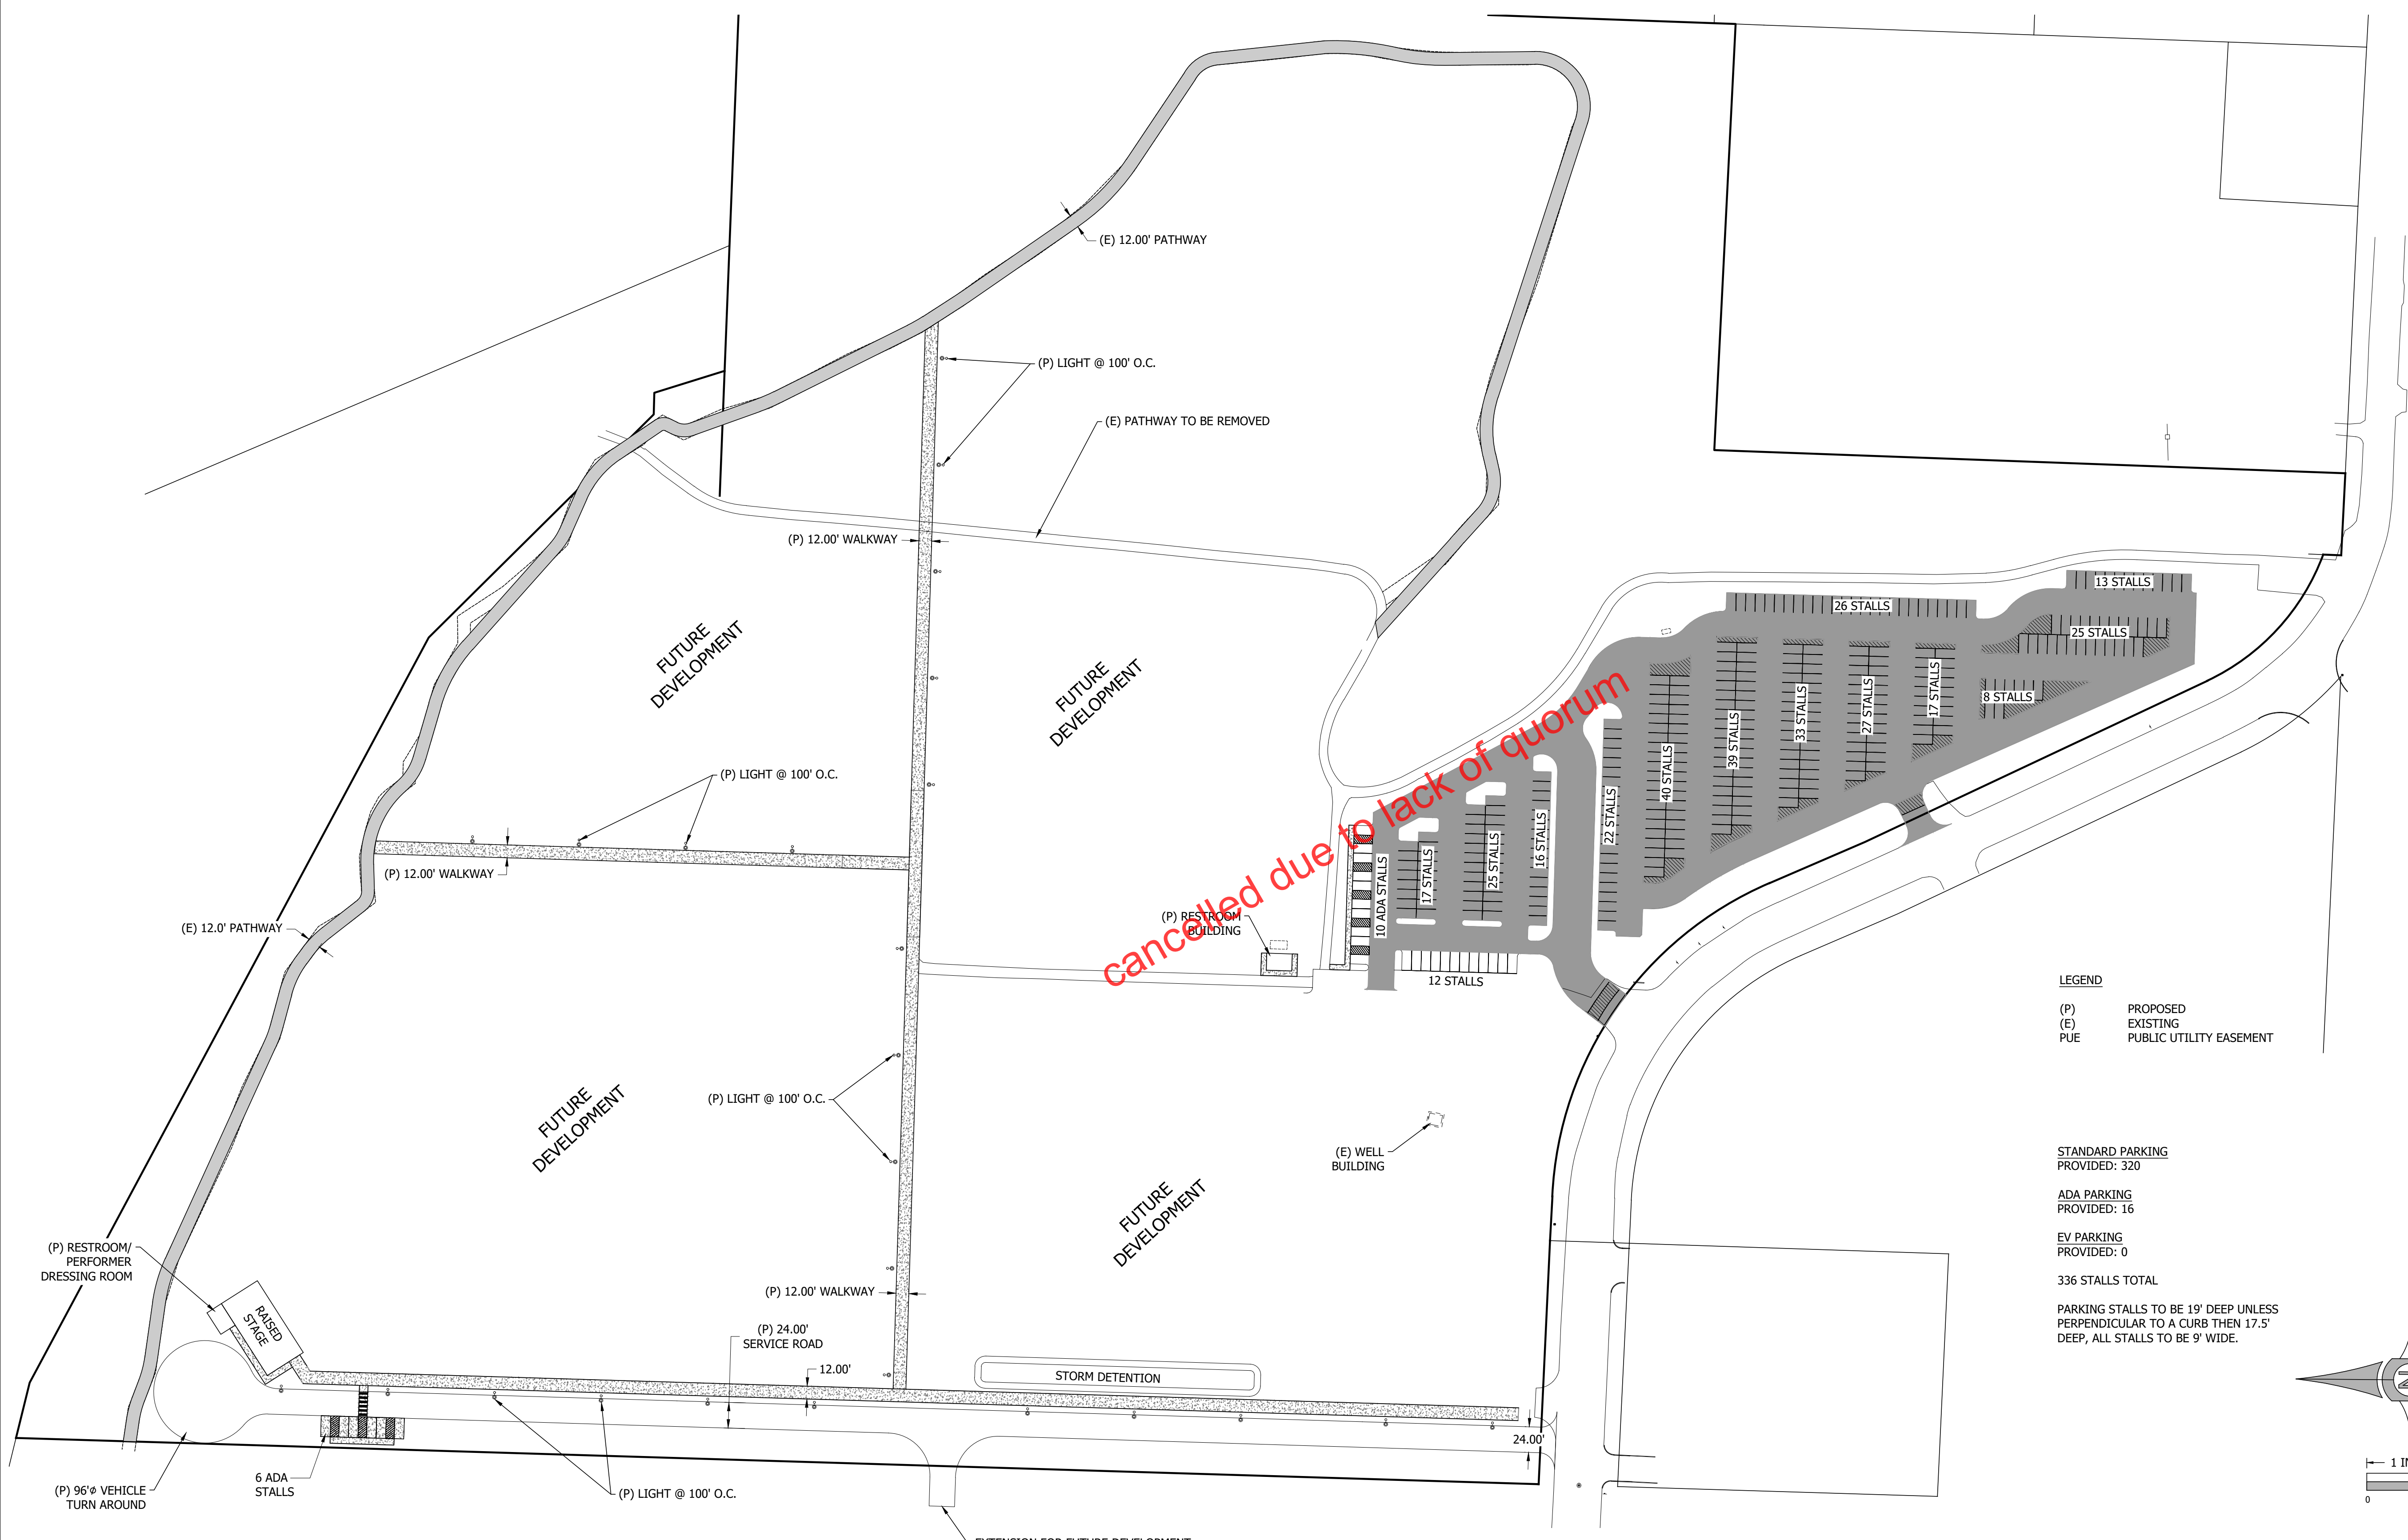 (E) 12.00' PATHWAY
(P) LIGHT @ 100' O.C.
(E) PATHWAY TO BE REMOVED
(P) 12.00' WALKWAY
FUTURE
DEVELOPMENT
FUTURE
DEVELOPMENT
13 STALLS
26 STALLS
25 STALLS
8 STALLS
17 STALLS
27 STALLS
33 STALLS
39 STALLS
40 STALLS
22 STALLS
16 STALLS
25 STALLS
17 STALLS
10 ADA STALLS
12 STALLS
cancelled due to lack of quorum
(P) LIGHT @ 100' O.C.
(P) 12.00' WALKWAY
(E) 12.0' PATHWAY
(P) RESTROOM
BUILDING
FUTURE
DEVELOPMENT
(P) LIGHT @ 100' O.C.
(E) WELL
BUILDING
FUTURE
DEVELOPMENT
LEGEND
(P) PROPOSED
(E) EXISTING
PUE PUBLIC UTILITY EASEMENT
STANDARD PARKING
PROVIDED: 320
ADA PARKING
PROVIDED: 16
EV PARKING
PROVIDED: 0
336 STALLS TOTAL
PARKING STALLS TO BE 19' DEEP UNLESS
PERPENDICULAR TO A CURB THEN 17.5'
DEEP, ALL STALLS TO BE 9' WIDE.
(P) RESTROOM/
PERFORMER
DRESSING ROOM
RAISED
STAGE
(P) 12.00' WALKWAY
(P) 24.00'
SERVICE ROAD
12.00'
STORM DETENTION
24.00'
(P) 96'⌀ VEHICLE
TURN AROUND
6 ADA
STALLS
(P) LIGHT @ 100' O.C.
EXTENSION FOR FUTURE DEVELOPMENT
1
0